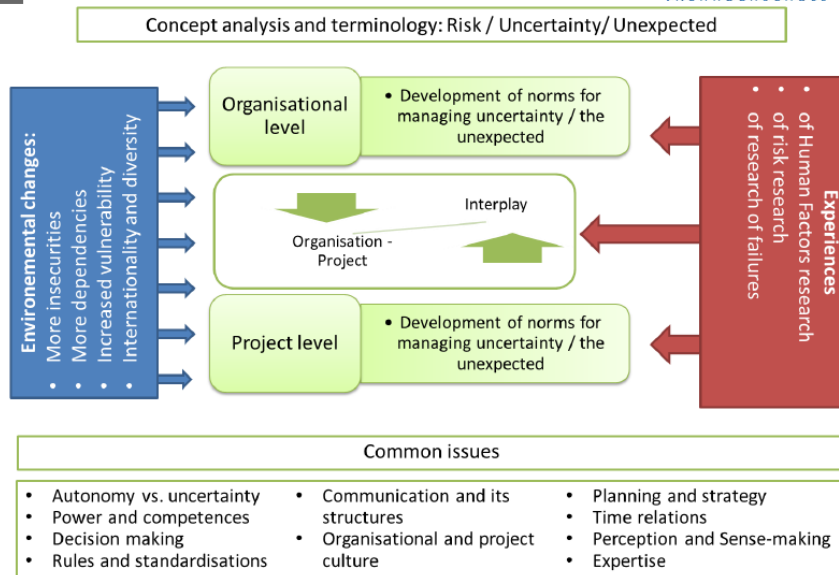 Concept analysis and terminology: Risk / Uncertainty/ Unexpected
Environemental changes:
• More insecurities
• More dependencies
• Increased vulnerability
• Internationality and diversity
Organisational
level
• Development of norms for
managing uncertainty / the
unexpected
Interplay
Organisation -
Project
Project level
• Development of norms for
managing uncertainty / the
unexpected
Experiences
• of Human Factors research
• of risk research
• of research of failures
Common issues
• Autonomy vs. uncertainty
• Power and competences
• Decision making
• Rules and standardisations
• Communication and its
structures
• Organisational and project
culture
• Planning and strategy
• Time relations
• Perception and Sense-making
• Expertise